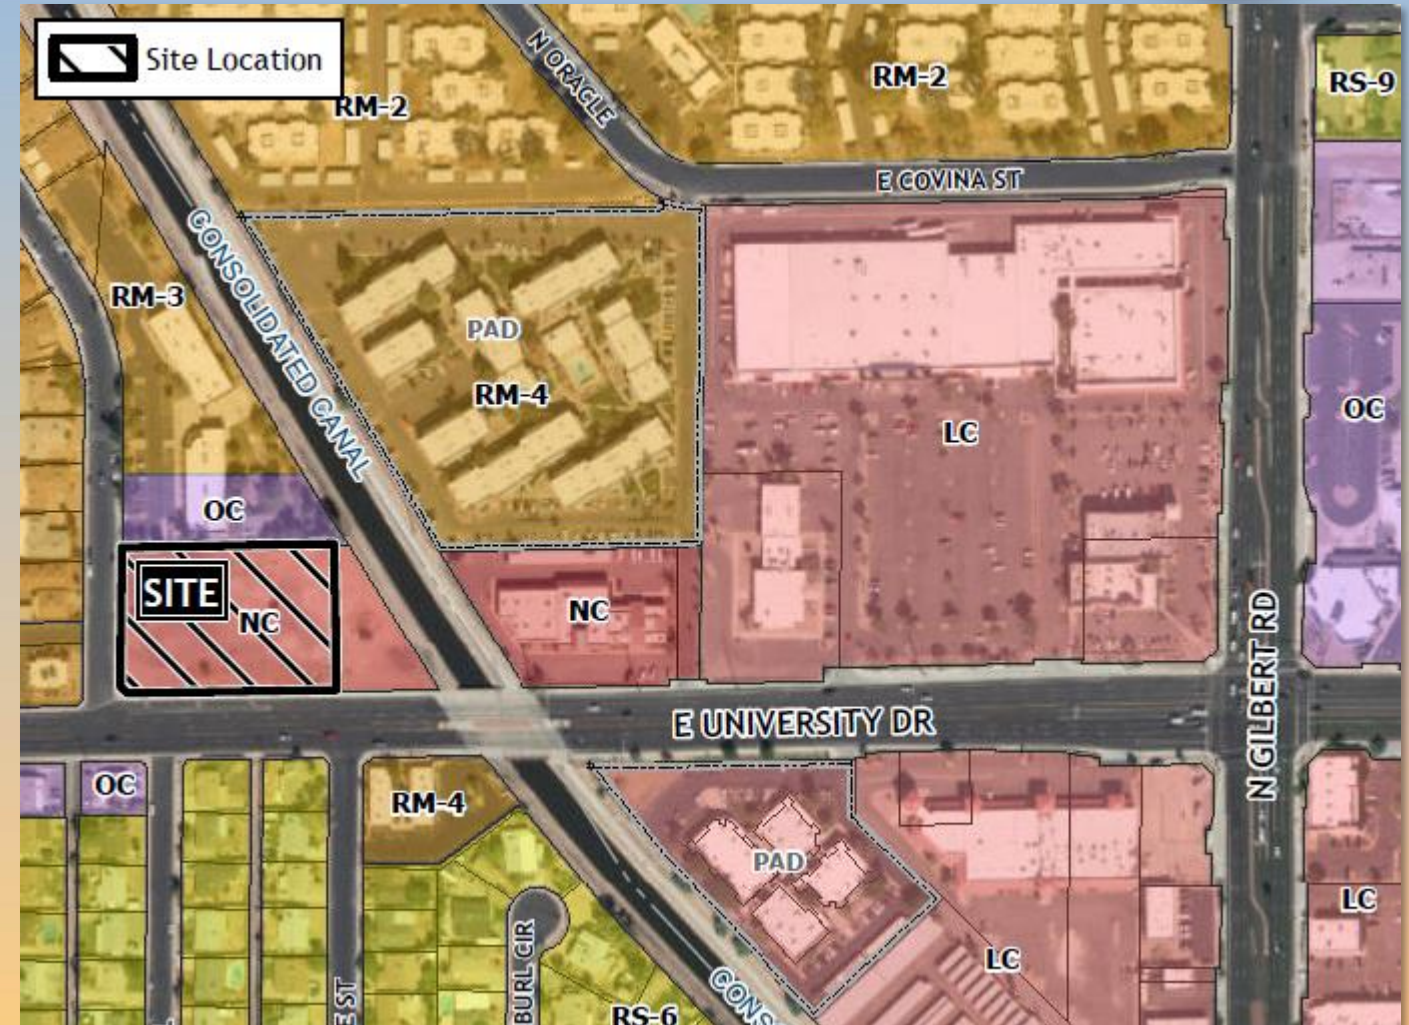 Site Location
RM-2
N ORACLE
RM-2
RS-9
E COVINA ST
CONSOLIDATED CANAL
RM-3
PAD
RM-4
LC
OC
OC
SITE
NC
NC
E UNIVERSITY DR
N GILBERT RD
OC
RM-4
PAD
LC
LC
BURL CIR
E ST
CONS
RS-6